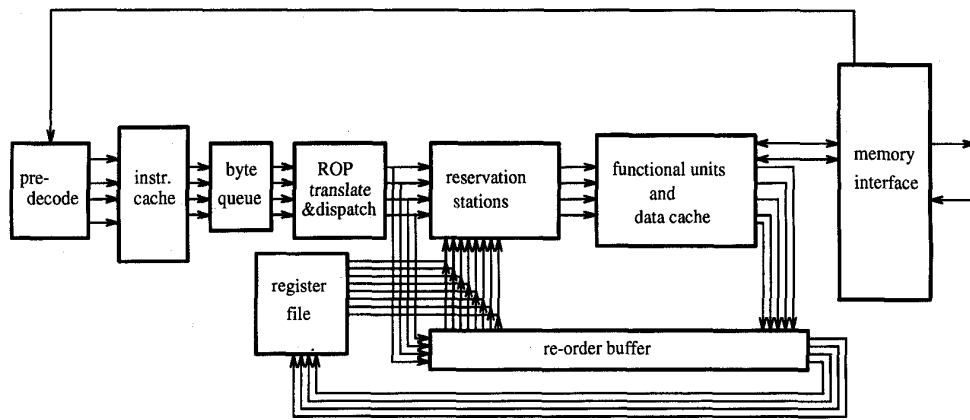 pre-
decode
instr.
cache
byte
queue
ROP
translate
&dispatch
reservation
stations
functional units
and
data cache
memory
interface
register
file
re-order buffer